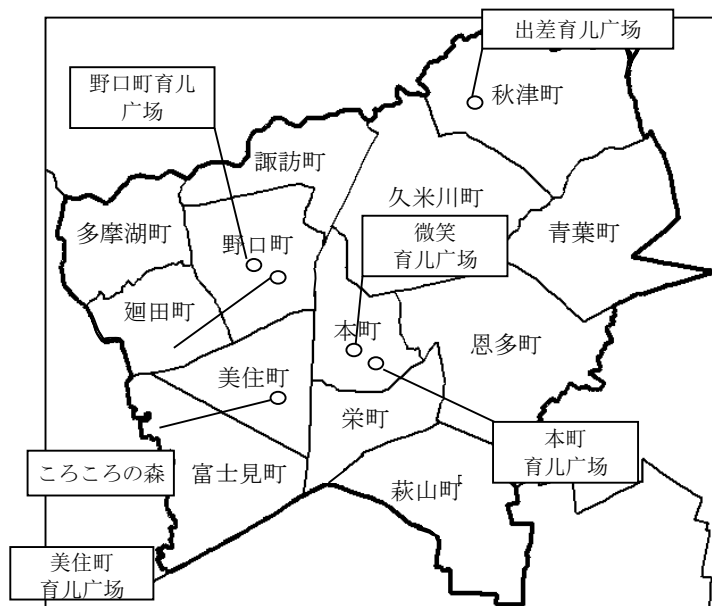 出差育儿广场
野口町育儿
广场
秋津町
諏訪町
久米川町
多摩湖町
野口町
微笑
育儿广场
青葉町
廻田町
本町
恩多町
美住町
栄町
本町
育儿广场
ころころの森
富士見町
萩山町
美住町
育儿广场